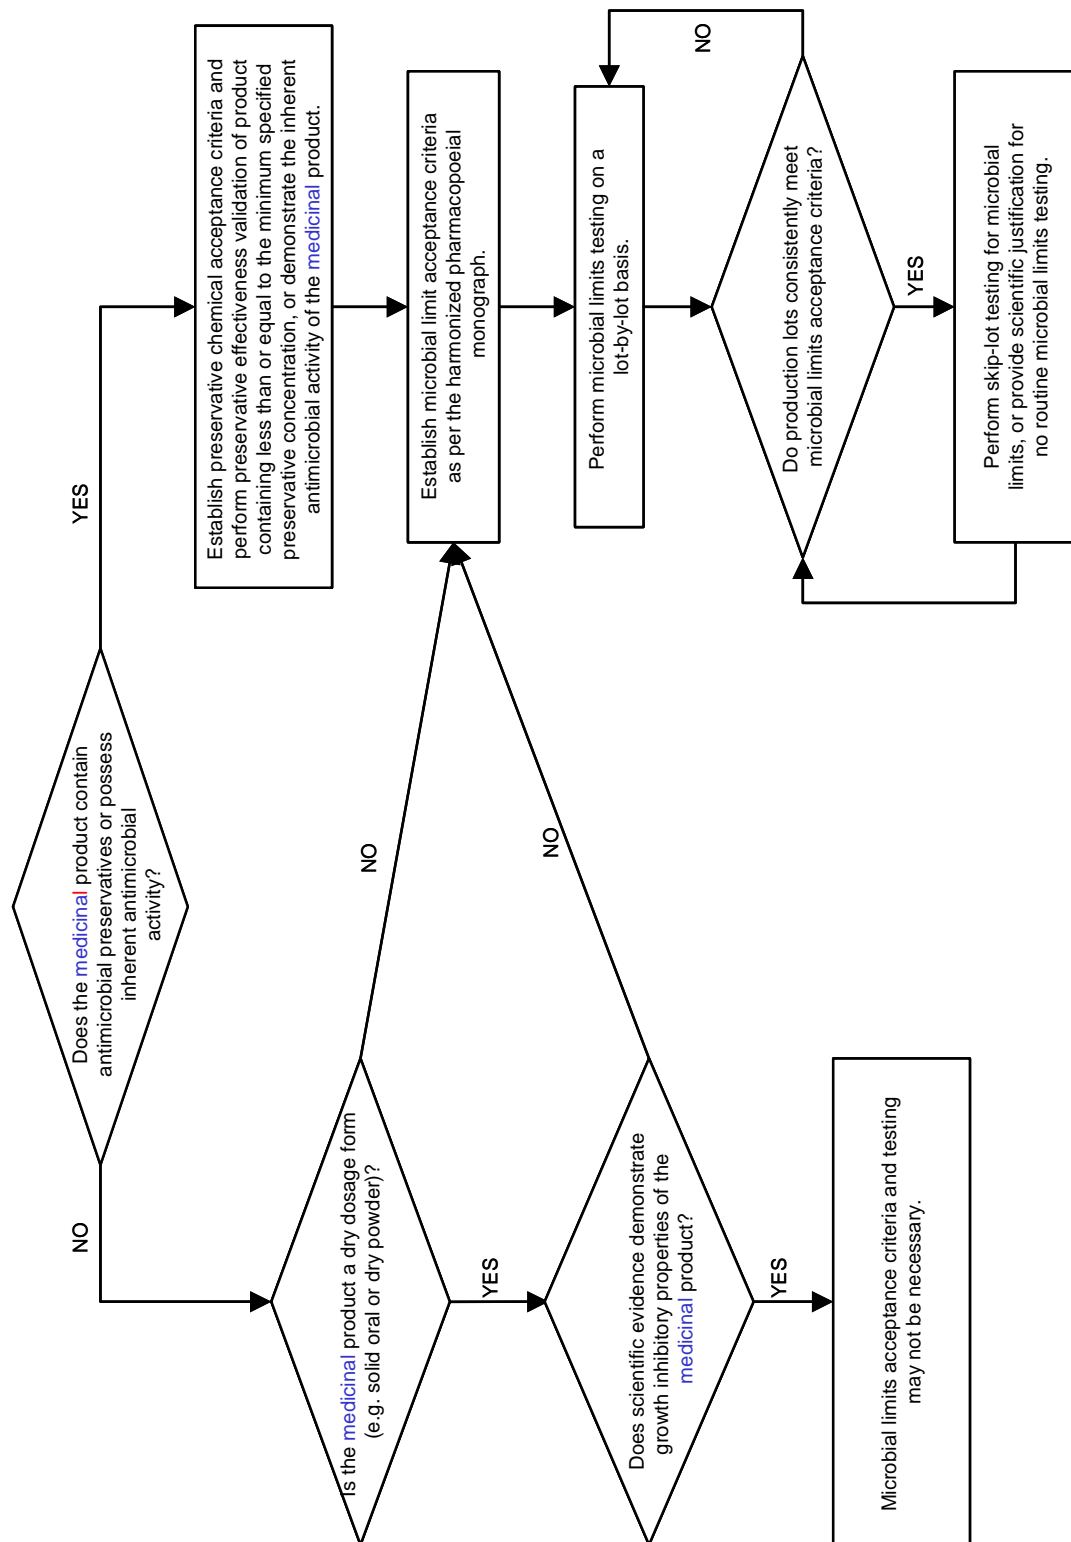 Does the medicinal product contain
antimicrobial preservatives or possess
inherent antimicrobial
activity?
NO
YES
Is the medicinal product a dry dosage form
(e.g. solid oral or dry powder)?
NO
YES
Does scientific evidence demonstrate
growth inhibitory properties of the
medicinal product?
NO
YES
Microbial limits acceptance criteria and testing
may not be necessary.
Establish preservative chemical acceptance criteria and
perform preservative effectiveness validation of product
containing less than or equal to the minimum specified
preservative concentration, or demonstrate the inherent
antimicrobial activity of the medicinal product.
Establish microbial limit acceptance criteria
as per the harmonized pharmacopoeial
monograph.
Perform microbial limits testing on a
lot-by-lot basis.
Do production lots consistently meet
microbial limits acceptance criteria?
NO
YES
Perform skip-lot testing for microbial
limits, or provide scientific justification for
no routine microbial limits testing.